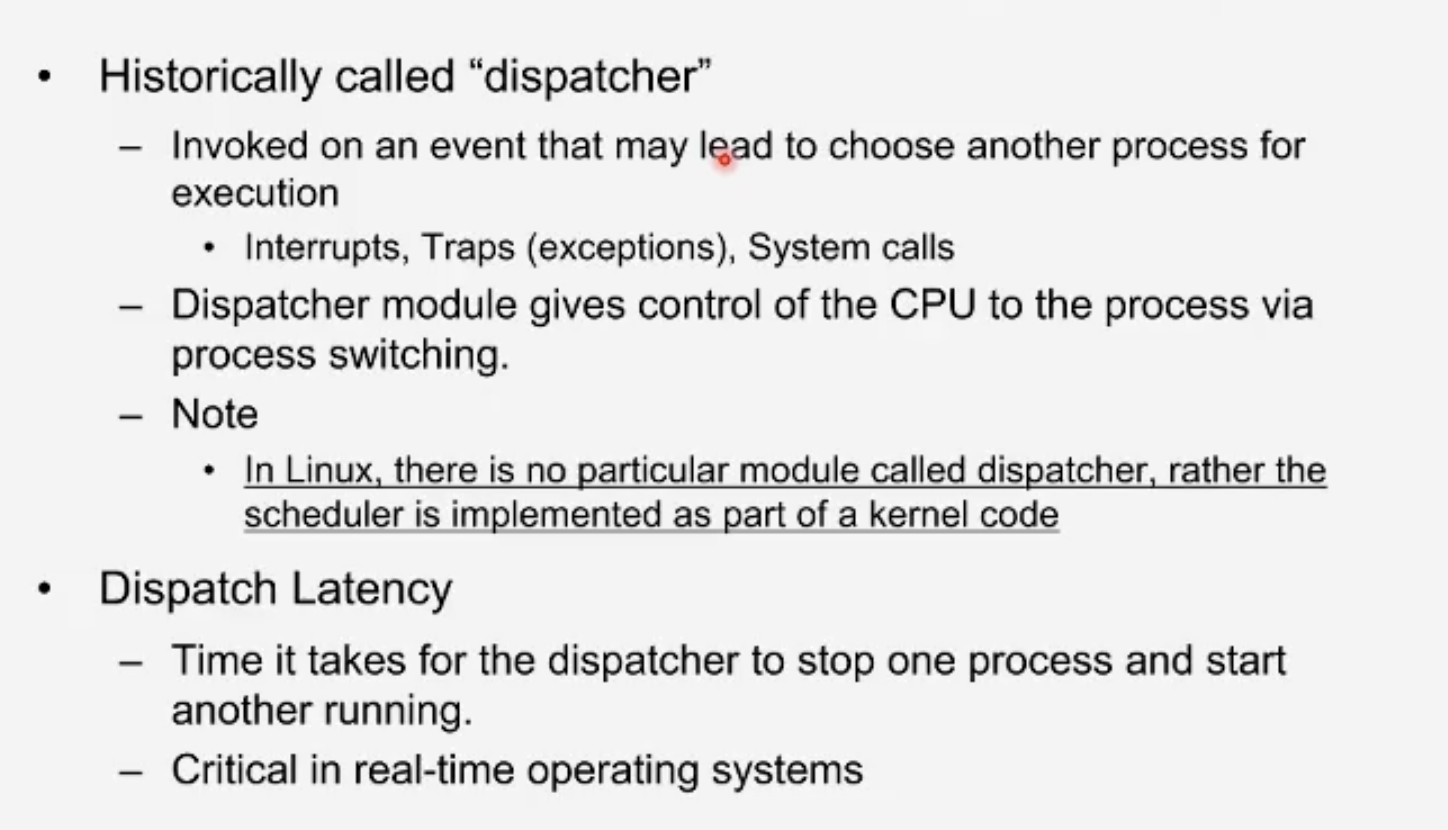 • Historically called “dispatcher”
– Invoked on an event that may lead to choose another process for
execution
• Interrupts, Traps (exceptions), System calls
– Dispatcher module gives control of the CPU to the process via
process switching.
– Note
• In Linux, there is no particular module called dispatcher, rather the
scheduler is implemented as part of a kernel code
• Dispatch Latency
– Time it takes for the dispatcher to stop one process and start
another running.
– Critical in real-time operating systems